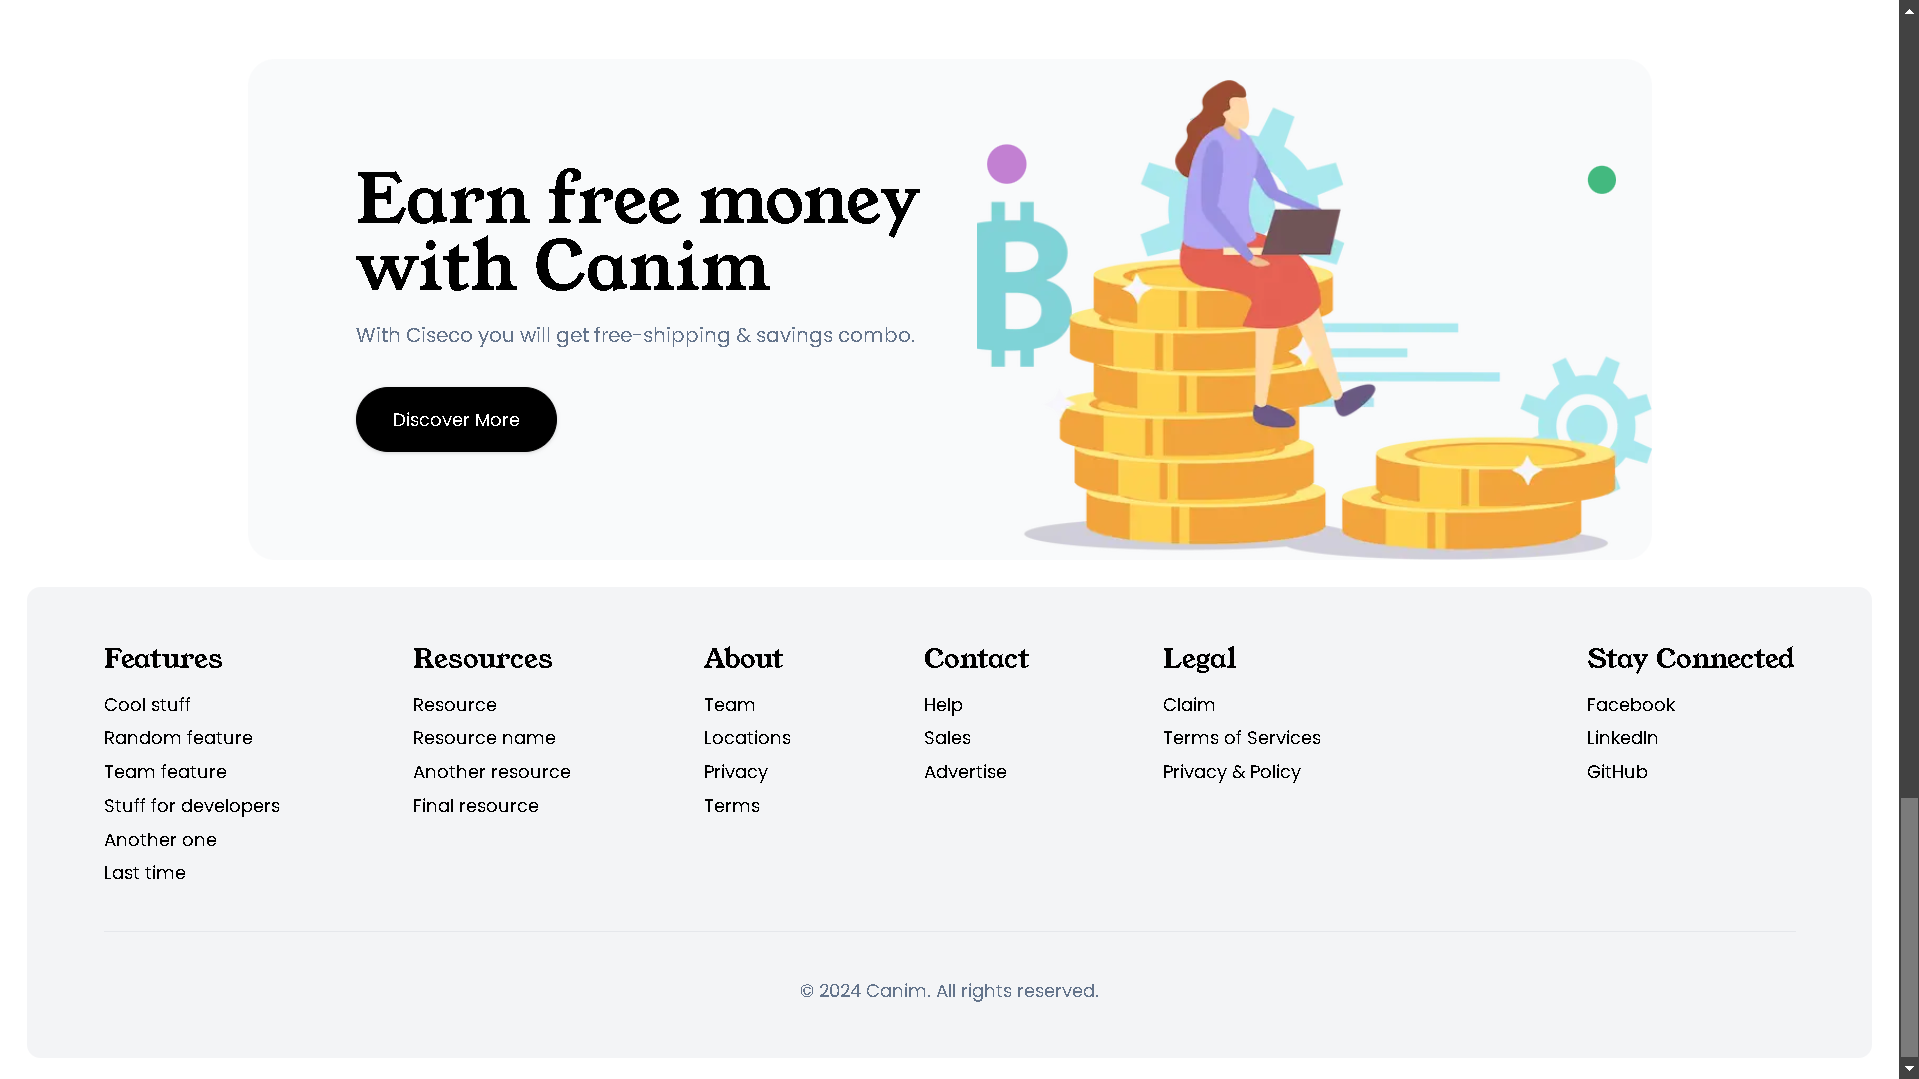 Earn free money
with Canim
With Ciseco you will get free-shipping & savings combo.
Discover More
Features
Cool stuff
Random feature
Team feature
Stuff for developers
Another one
Last time
Resources
Resource
Resource name
Another resource
Final resource
About
Team
Locations
Privacy
Terms
Contact
Help
Sales
Advertise
Legal
Claim
Terms of Services
Privacy & Policy
Stay Connected
Facebook
LinkedIn
GitHub
© 2024 Canim. All rights reserved.